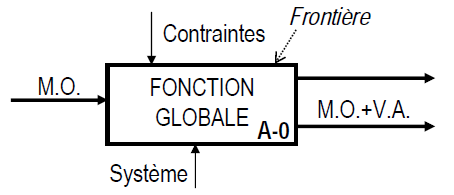 Frontière
Contraintes
M.O.
FONCTION
GLOBALE
A-0
M.O.+V.A.
Système